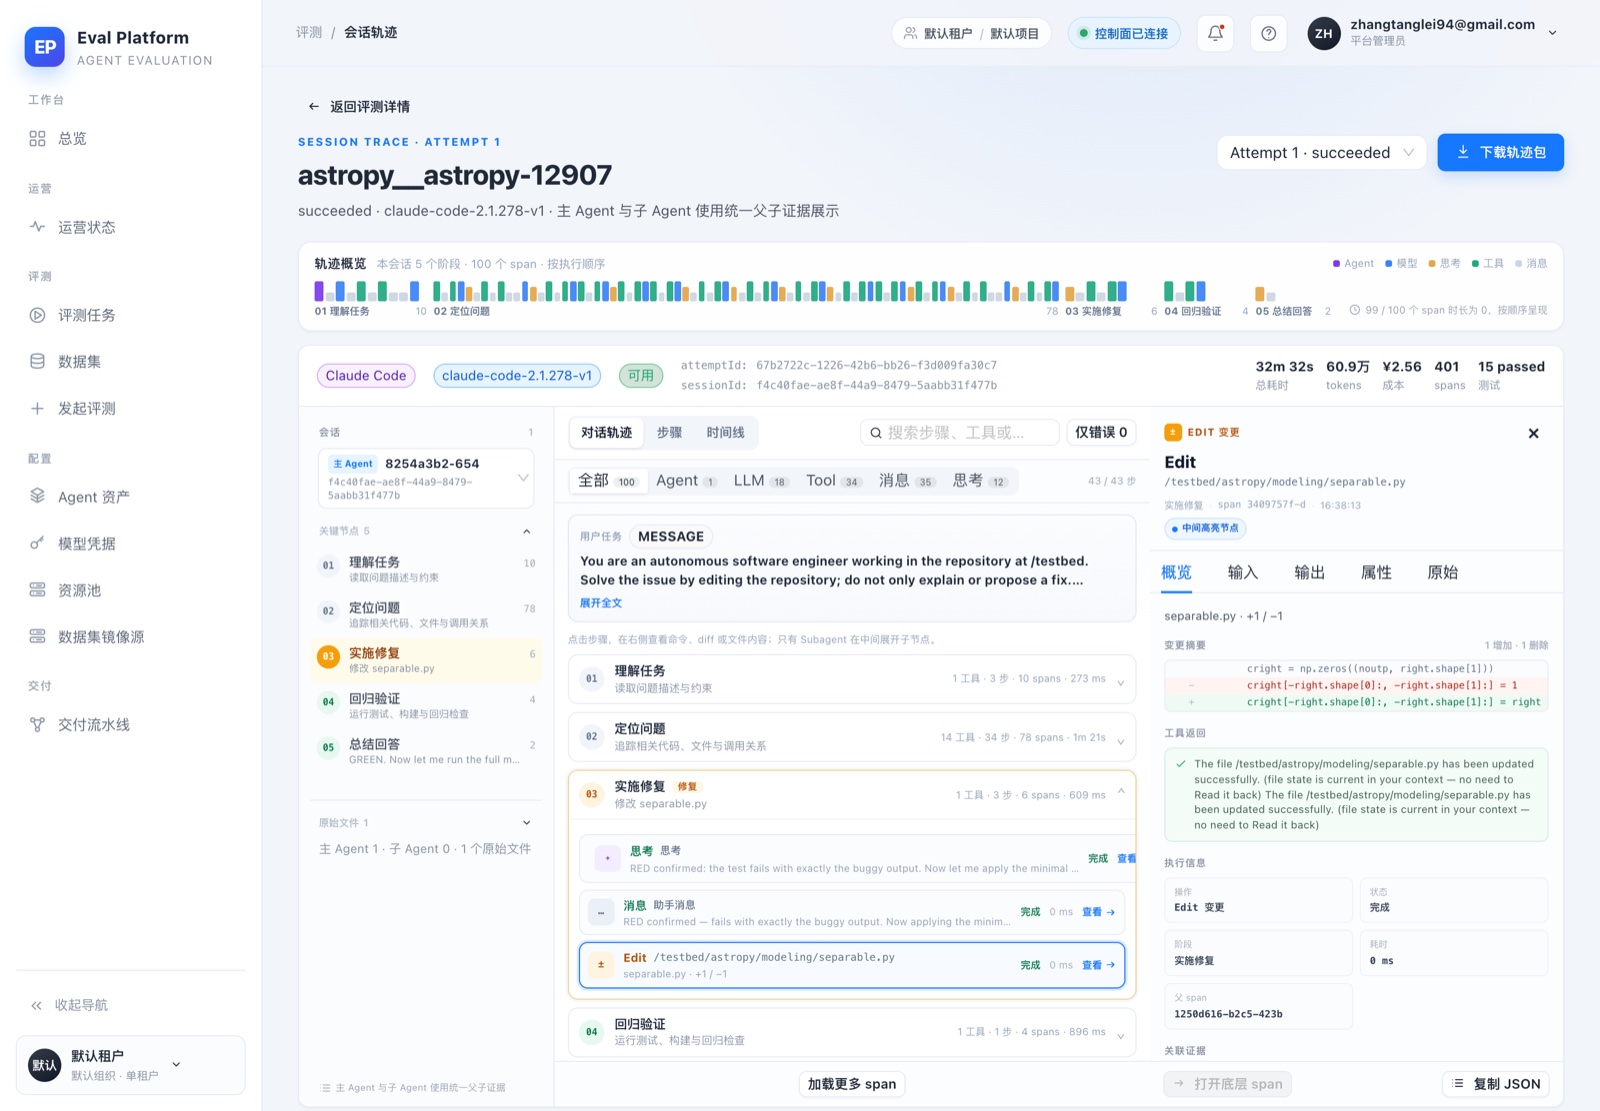 EP
Eval Platform
AGENT EVALUATION
工作台
总览
运营
运营状态
评测
评测任务
数据集
发起评测
配置
Agent 资产
模型凭据
资源池
数据集镜像源
交付
交付流水线
收起导航
默认
默认租户
默认组织 · 单租户
评测 / 会话轨迹
默认租户 / 默认项目
控制面已连接
ZH
zhangtanglei94@gmail.com
平台管理员
← 返回评测详情
SESSION TRACE · ATTEMPT 1
astropy__astropy-12907
succeeded · claude-code-2.1.278-v1 · 主 Agent 与子 Agent 使用统一父子证据展示
Attempt 1 · succeeded
下载轨迹包
轨迹概览 本会话 5 个阶段 · 100 个 span · 按执行顺序
Agent 模型 思考 工具 消息
01 理解任务 10 02 定位问题 78 03 实施修复 6 04 回归验证 4 05 总结回答 2
99 / 100 个 span 时长为 0，按顺序呈现
Claude Code
claude-code-2.1.278-v1
可用
attemptId: 67b2722c-1226-42b6-bb26-f3d009fa30c7
sessionId: f4c40fae-ae8f-44a9-8479-5aabb31f477b
32m 32s 60.9万 ¥2.56 401 15 passed
总耗时 tokens 成本 spans 测试
会话 1
主 Agent 8254a3b2-654
f4c40fae-ae8f-44a9-8479-
5aabb31f477b
关键节点 5
01 理解任务 10
读取问题描述与约束
02 定位问题 78
追踪相关代码、文件与调用关系
03 实施修复 6
修改 separable.py
04 回归验证 4
运行测试、构建与回归检查
05 总结回答 2
GREEN. Now let me run the full m...
原始文件 1
主 Agent 1 · 子 Agent 0 · 1 个原始文件
主 Agent 与子 Agent 使用统一父子证据
对话轨迹 步骤 时间线
搜索步骤、工具或...
仅错误 0
全部 100 Agent 1 LLM 18 Tool 34 消息 35 思考 12
43 / 43 步
用户任务 MESSAGE
You are an autonomous software engineer working in the repository at /testbed.
Solve the issue by editing the repository; do not only explain or propose a fix....
展开全文
点击步骤，在右侧查看命令、diff 或文件内容；只有 Subagent 在中间展开子节点。
01 理解任务
读取问题描述与约束
1 工具 · 3 步 · 10 spans · 273 ms
02 定位问题
追踪相关代码、文件与调用关系
14 工具 · 34 步 · 78 spans · 1m 21s
03 实施修复 修复
修改 separable.py
1 工具 · 3 步 · 6 spans · 609 ms
思考 思考
RED confirmed: the test fails with exactly the buggy output. Now let me apply the minimal ...
完成 查看
消息 助手消息
RED confirmed — fails with exactly the buggy output. Now applying the minim...
完成 0 ms 查看 →
± Edit /testbed/astropy/modeling/separable.py
separable.py · +1 / −1
完成 0 ms 查看 →
04 回归验证
运行测试、构建与回归检查
1 工具 · 1 步 · 4 spans · 896 ms
加载更多 span
± EDIT 变更
Edit
/testbed/astropy/modeling/separable.py
实施修复 · span 3409757f-d · 16:38:13
中间高亮节点
概览 输入 输出 属性 原始
separable.py · +1 / −1
变更摘要 1 增加 · 1 删除
cright = np.zeros((noutp, right.shape[1]))
- cright[-right.shape[0]:, -right.shape[1]:] = 1
+ cright[-right.shape[0]:, -right.shape[1]:] = right
工具返回
The file /testbed/astropy/modeling/separable.py has been updated
successfully. (file state is current in your context — no need to
Read it back) The file /testbed/astropy/modeling/separable.py has
been updated successfully. (file state is current in your context —
no need to Read it back)
执行信息
操作
Edit 变更
状态
完成
阶段
实施修复
耗时
0 ms
父 span
1250d616-b2c5-423b
关联证据
→ 打开底层 span
复制 JSON